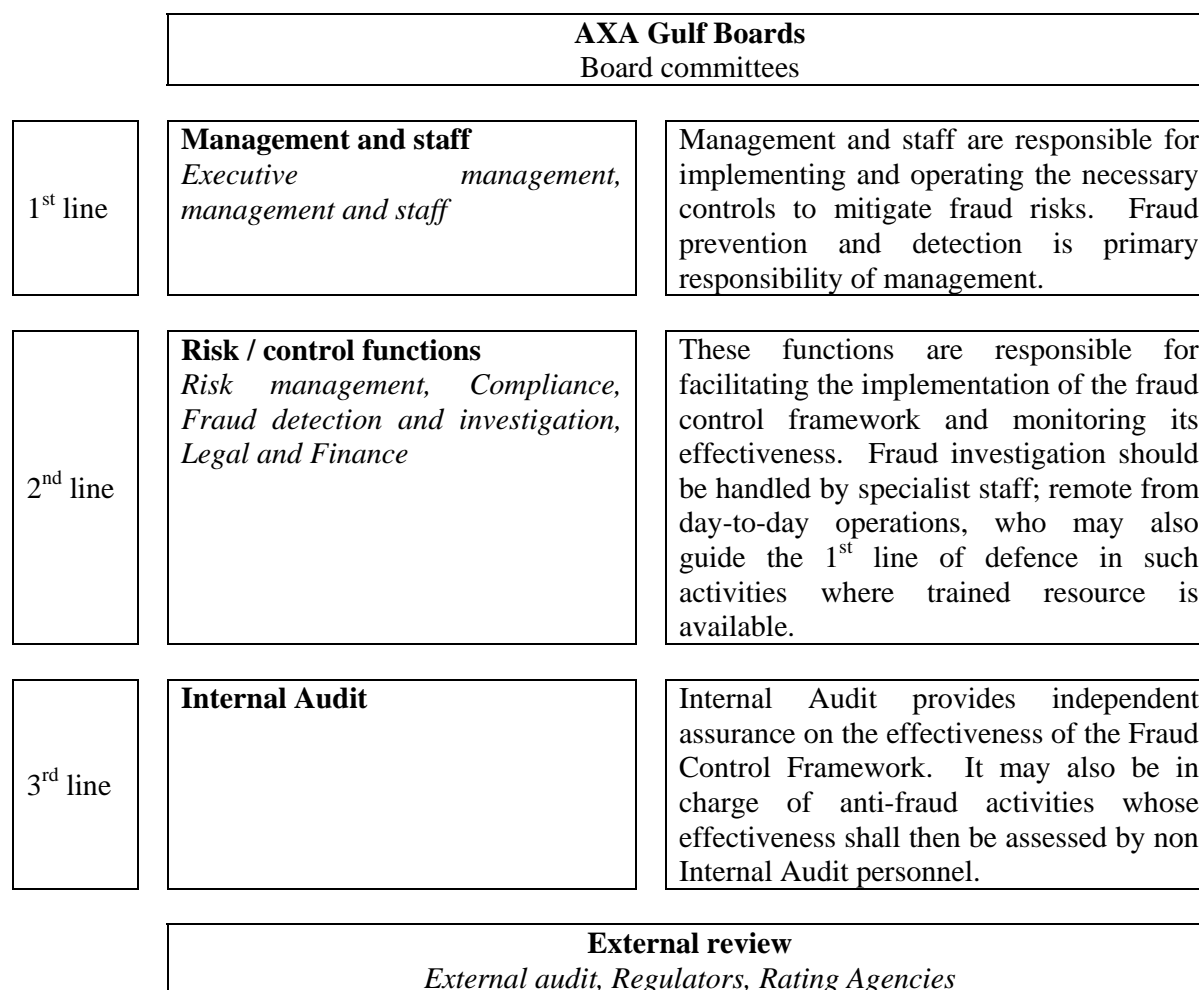 AXA Gulf Boards
Board committees
1st line
Management and staff
Executive management,
management and staff
Management and staff are responsible for
implementing and operating the necessary
controls to mitigate fraud risks. Fraud
prevention and detection is primary
responsibility of management.
2nd line
Risk / control functions
Risk management, Compliance,
Fraud detection and investigation,
Legal and Finance
These functions are responsible for
facilitating the implementation of the fraud
control framework and monitoring its
effectiveness. Fraud investigation should
be handled by specialist staff; remote from
day-to-day operations, who may also
guide the 1st line of defence in such
activities where trained resource is
available.
3rd line
Internal Audit
Internal Audit provides independent
assurance on the effectiveness of the Fraud
Control Framework. It may also be in
charge of anti-fraud activities whose
effectiveness shall then be assessed by non
Internal Audit personnel.
External review
External audit, Regulators, Rating Agencies